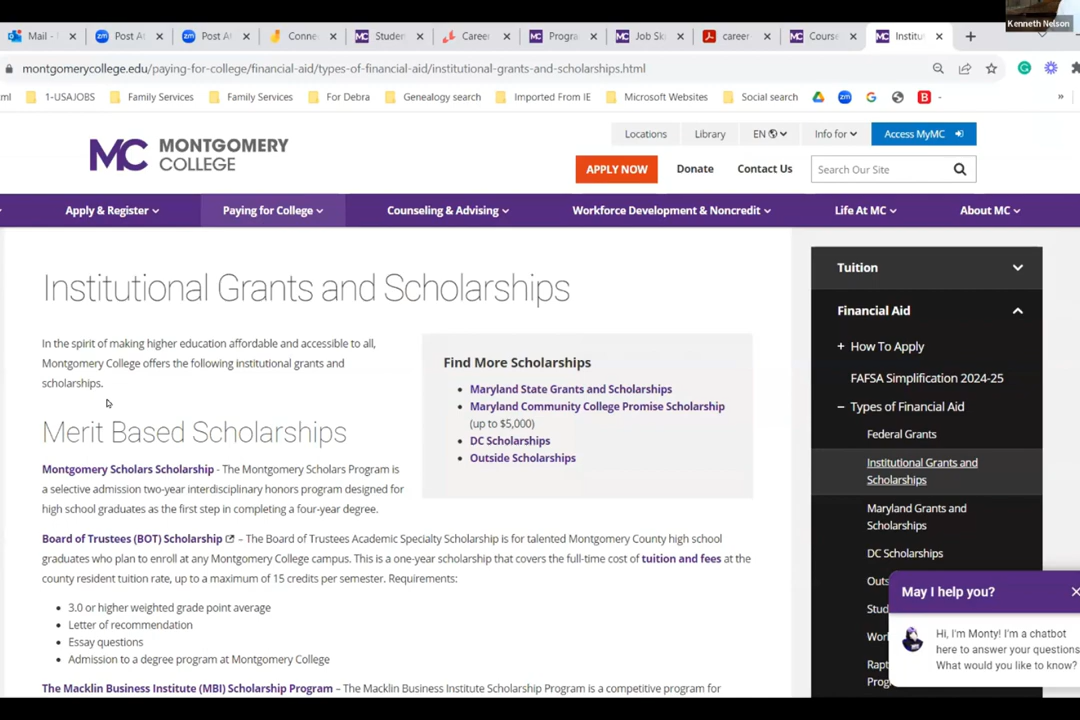 Kenneth Nelson
Mail -
Post At
Post A
Conne
Studen
Career
Progra
Job Ski
career-
Course
Institu
montgomerycollege.edu/paying-for-college/financial-aid/types-of-financial-aid/institutional-grants-and-scholarships.html
1-USAJOBS
Family Services
Family Services
For Debra
Genealogy search
Imported From IE
Microsoft Websites
Social search
»
Locations
Library
EN
Info for
Access MyMC
MC MONTGOMERY
COLLEGE
APPLY NOW
Donate
Contact Us
Search Our Site
Apply & Register
Paying for College
Counseling & Advising
Workforce Development & Noncredit
Life At MC
About MC
Institutional Grants and Scholarships
In the spirit of making higher education affordable and accessible to all,
Montgomery College offers the following institutional grants and
scholarships.
Find More Scholarships
• Maryland State Grants and Scholarships
• Maryland Community College Promise Scholarship
(up to $5,000)
• DC Scholarships
• Outside Scholarships
Merit Based Scholarships
Montgomery Scholars Scholarship - The Montgomery Scholars Program is
a selective admission two-year interdisciplinary honors program designed for
high school graduates as the first step in completing a four-year degree.
Board of Trustees (BOT) Scholarship – The Board of Trustees Academic Specialty Scholarship is for talented Montgomery County high school
graduates who plan to enroll at any Montgomery College campus. This is a one-year scholarship that covers the full-time cost of tuition and fees at the
county resident tuition rate, up to a maximum of 15 credits per semester. Requirements:
• 3.0 or higher weighted grade point average
• Letter of recommendation
• Essay questions
• Admission to a degree program at Montgomery College
The Macklin Business Institute (MBI) Scholarship Program – The Macklin Business Institute Scholarship Program is a competitive program for
Tuition
Financial Aid
+ How To Apply
FAFSA Simplification 2024-25
− Types of Financial Aid
Federal Grants
Institutional Grants and
Scholarships
Maryland Grants and
Scholarships
DC Scholarships
Outs
Stud
Wor
Rapt
Prog
May I help you?
Hi, I'm Monty! I'm a chatbot
here to answer your questions
What would you like to know?